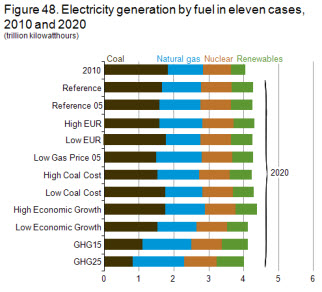 Figure 48. Electricity generation by fuel in eleven cases,
2010 and 2020
(trillion kilowatthours)
Coal Natural gas Nuclear Renewables
2010
Reference
Reference 05
High EUR
Low EUR
Low Gas Price 05
High Coal Cost
Low Coal Cost
High Economic Growth
Low Economic Growth
GHG15
GHG25
2020
0 1 2 3 4 5 6